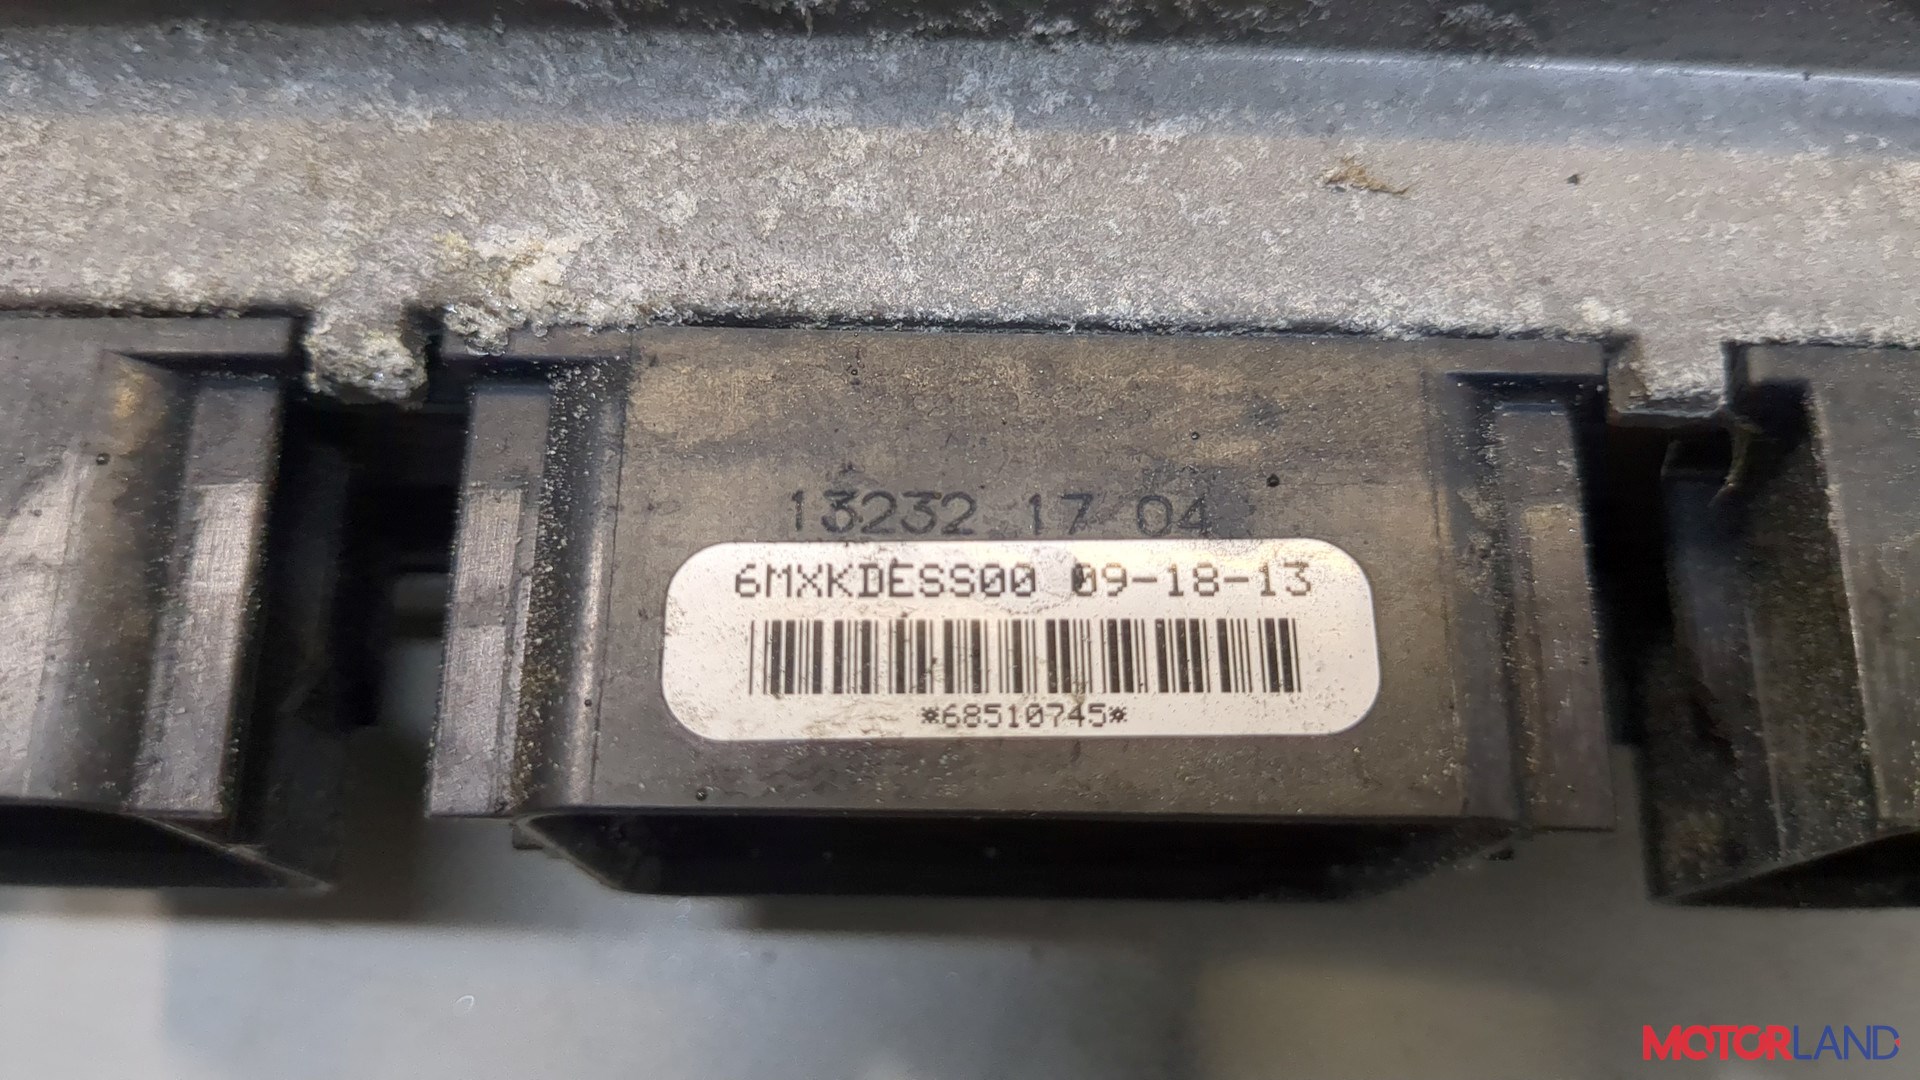 13232 17 04
6MXKDESS00 09-18-13
*68510745*
MOTORLAND